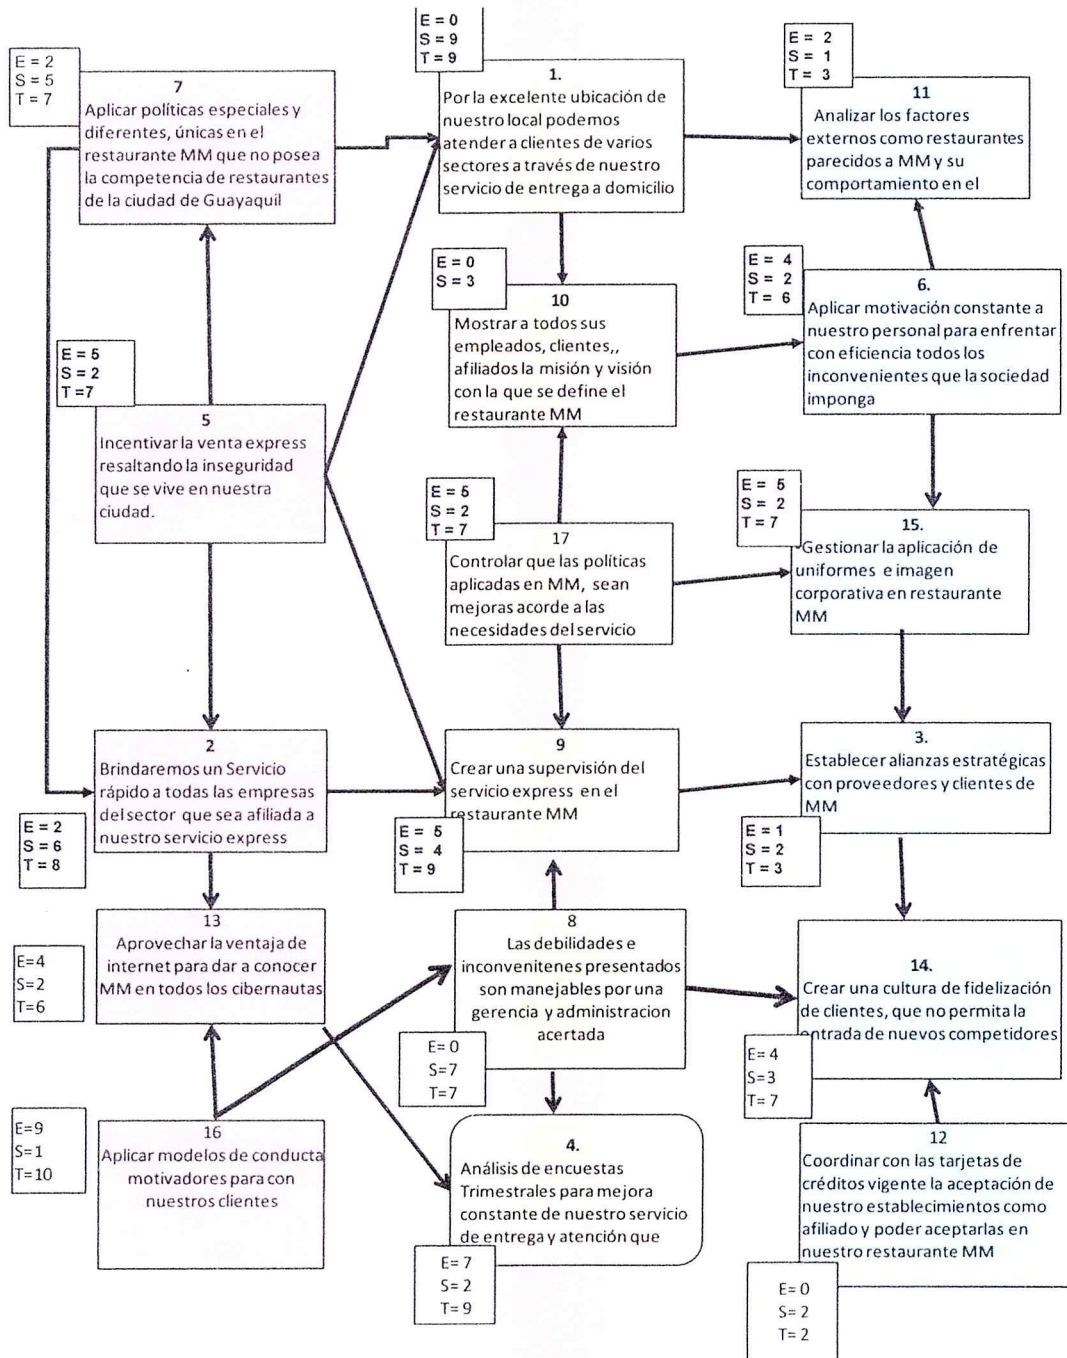 E = 2
S = 5
T = 7
7
Aplicar políticas especiales y
diferentes, únicas en el
restaurante MM que no posea
la competencia de restaurantes
de la ciudad de Guayaquil
E = 0
S = 9
T = 9
1.
Por la excelente ubicación de
nuestro local podemos
atender a clientes de varios
sectores a través de nuestro
servicio de entrega a domicilio
E = 2
S = 1
T = 3
11
Analizar los factores
externos como restaurantes
parecidos a MM y su
comportamiento en el
E = 0
S = 3
10
Mostrar a todos sus
empleados, clientes,,
afiliados la misión y visión
con la que se define el
restaurante MM
E = 4
S = 2
T = 6
6.
Aplicar motivación constante a
nuestro personal para enfrentar
con eficiencia todos los
inconvenientes que la sociedad
imponga
E = 5
S = 2
T =7
5
Incentivar la venta express
resaltando la inseguridad
que se vive en nuestra
ciudad.
E = 5
S = 2
T = 7
17
Controlar que las políticas
aplicadas en MM, sean
mejoras acorde a las
necesidades del servicio
E = 5
S = 2
T = 7
15.
-Gestionar la aplicación de
uniformes e imagen
corporativa en restaurante
MM
2
Brindaremos un Servicio
rápido a todas las empresas
del sector que sea afiliada a
nuestro servicio express
E = 2
S = 6
T = 8
9
Crear una supervisión del
servicio express en el
restaurante MM
E = 5
S = 4
T = 9
3.
Establecer alianzas estratégicas
con proveedores y clientes de
MM
E = 1
S = 2
T = 3
13
Aprovechar la ventaja de
internet para dar a conocer
MM en todos los cibernautas
E=4
S=2
T=6
8
Las debilidades e
inconvenitenes presentados
son manejables por una
gerencia y administracion
acertada
E= 0
S=7
T=7
14.
Crear una cultura de fidelización
de clientes, que no permita la
entrada de nuevos competidores
E= 4
S=3
T= 7
E=9
S=1
T=10
16
Aplicar modelos de conducta
motivadores para con
nuestros clientes
4.
Análisis de encuestas
Trimestrales para mejora
constante de nuestro servicio
de entrega y atención que
E= 7
S= 2
T= 9
12
Coordinar con las tarjetas de
créditos vigente la aceptación de
nuestro establecimientos como
afiliado y poder aceptarlas en
nuestro restaurante MM
E= 0
S= 2
T= 2